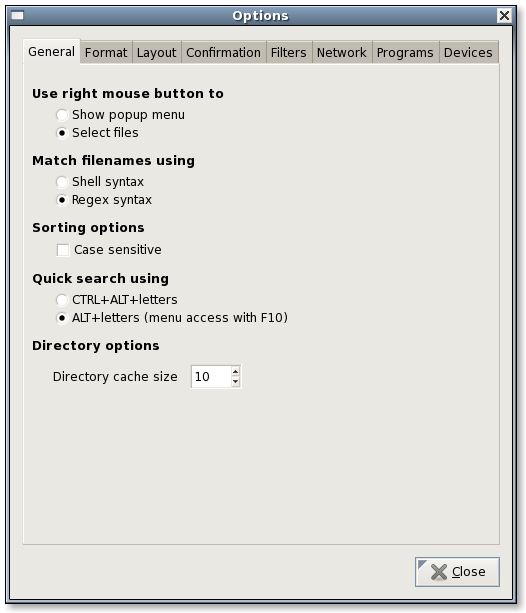 Options
General Format Layout Confirmation Filters Network Programs Devices
Use right mouse button to
Show popup menu
Select files
Match filenames using
Shell syntax
Regex syntax
Sorting options
Case sensitive
Quick search using
CTRL+ALT+letters
ALT+letters (menu access with F10)
Directory options
Directory cache size 10
Close